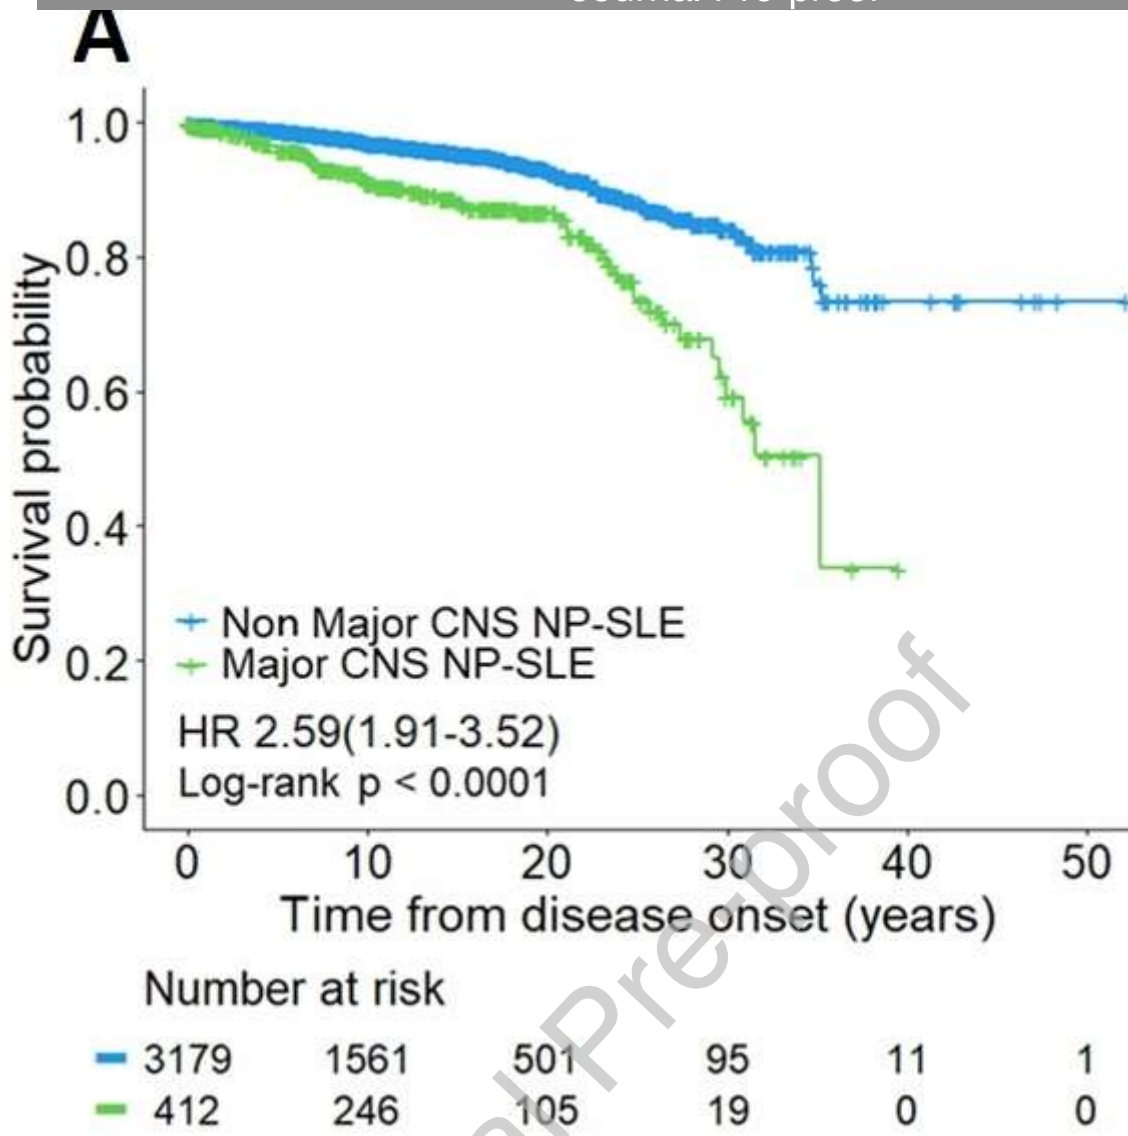 A
1.0
0.8
0.6
0.4
0.2
0.0
Survival probability
Non Major CNS NP-SLE
Major CNS NP-SLE
HR 2.59(1.91-3.52)
Log-rank p < 0.0001
0 10 20 30 40 50
Time from disease onset (years)
Number at risk
3179 1561 501 95 11 1
412 246 105 19 0 0
al Pre-proof